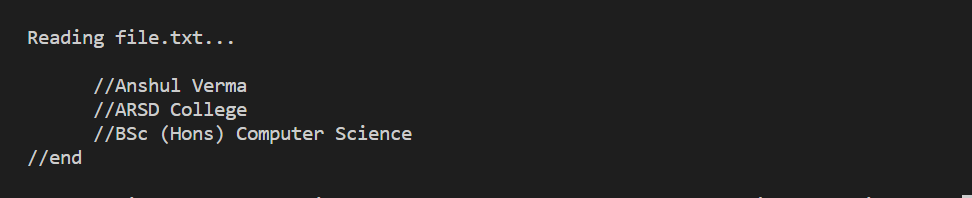 Reading file.txt...
//Anshul Verma
//ARSD College
//BSc (Hons) Computer Science
//end